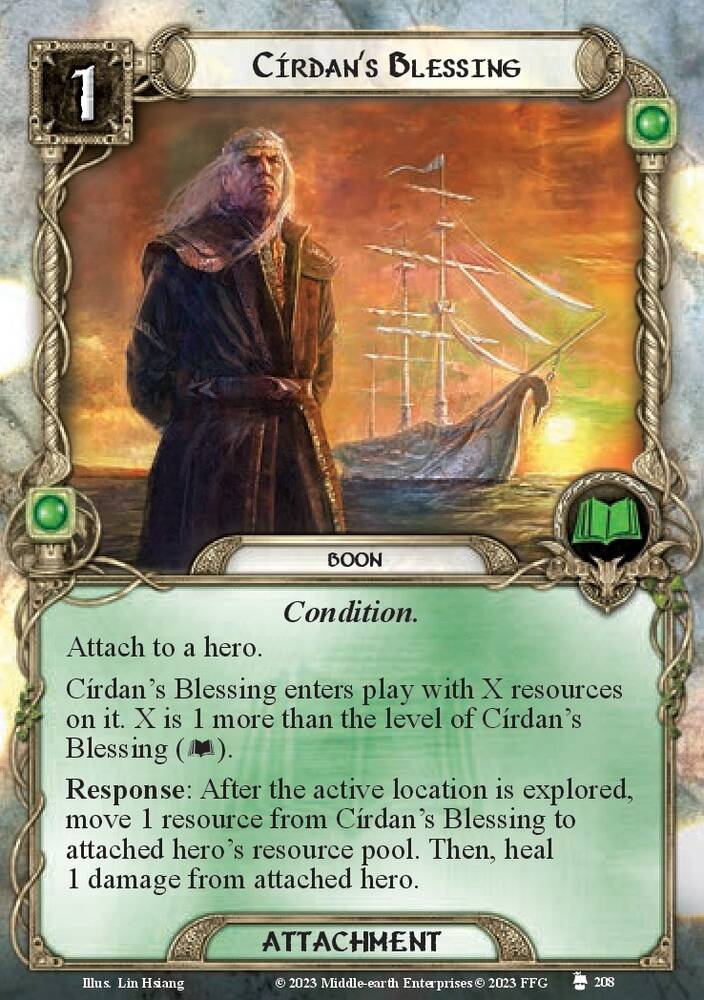 1
CÍRDAN'S BLESSING
BOON
Condition.
Attach to a hero.
Círdan's Blessing enters play with X resources
on it. X is 1 more than the level of Círdan's
Blessing ( ).
Response: After the active location is explored,
move 1 resource from Círdan's Blessing to
attached hero's resource pool. Then, heal
1 damage from attached hero.
ATTACHMENT
Illus. Lin Hsiang
© 2023 Middle-earth Enterprises © 2023 FFG
208